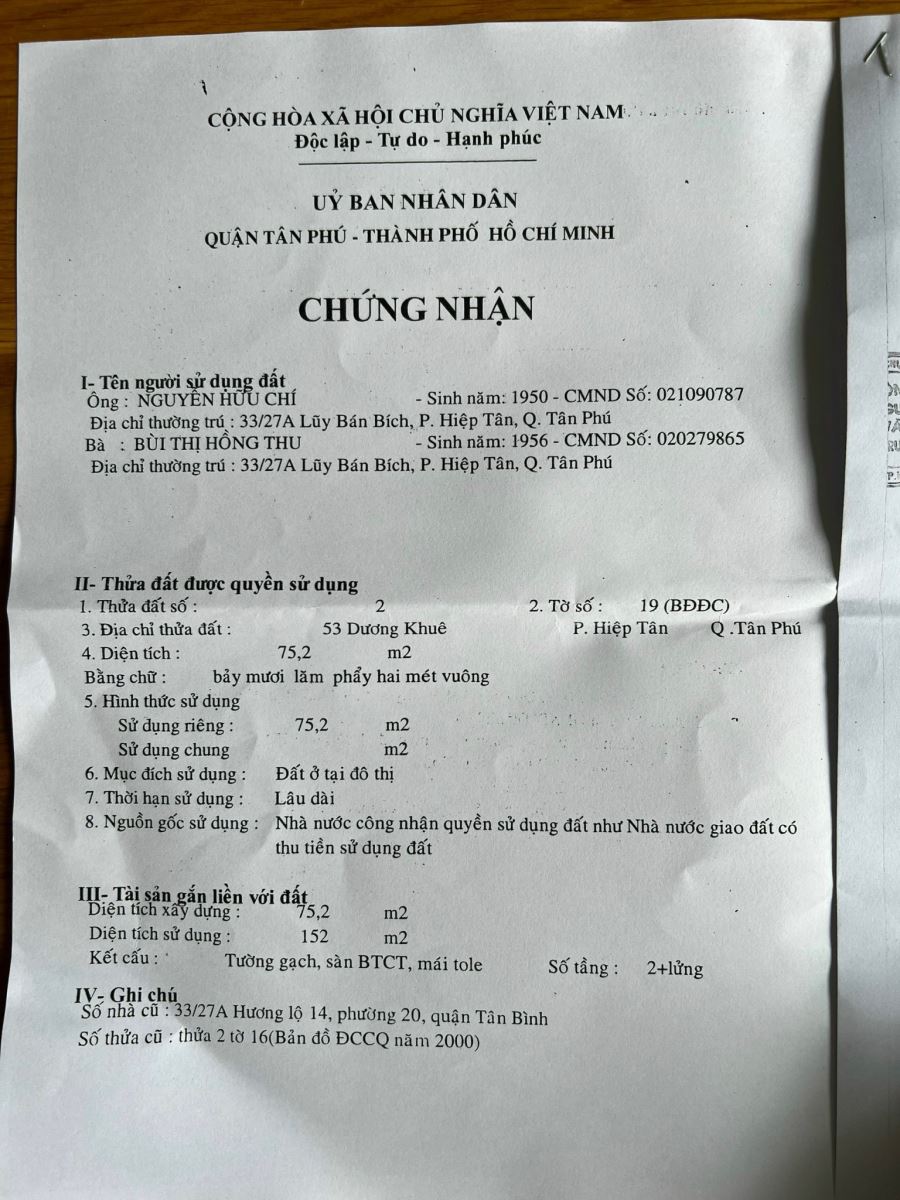 CỘNG HÒA XÃ HỘI CHỦ NGHĨA VIỆT NAM
Độc lập - Tự do - Hạnh phúc
UỶ BAN NHÂN DÂN
QUẬN TÂN PHÚ - THÀNH PHỐ HỒ CHÍ MINH
CHỨNG NHẬN
I- Tên người sử dụng đất
Ông : NGUYỄN HỮU CHÍ - Sinh năm: 1950 - CMND Số: 021090787
Địa chỉ thường trú : 33/27A Lũy Bán Bích, P. Hiệp Tân, Q. Tân Phú
Bà : BÙI THỊ HỒNG THU - Sinh năm: 1956 - CMND Số: 020279865
Địa chỉ thường trú : 33/27A Lũy Bán Bích, P. Hiệp Tân, Q. Tân Phú
II- Thửa đất được quyền sử dụng
1. Thửa đất số : 2 2. Tờ số : 19 (BĐĐC)
3. Địa chỉ thửa đất : 53 Dương Khuê P. Hiệp Tân Q .Tân Phú
4. Diện tích : 75,2 m2
Bằng chữ : bảy mươi lăm phẩy hai mét vuông
5. Hình thức sử dụng
Sử dụng riêng : 75,2 m2
Sử dụng chung m2
6. Mục đích sử dụng : Đất ở tại đô thị
7. Thời hạn sử dụng : Lâu dài
8. Nguồn gốc sử dụng : Nhà nước công nhận quyền sử dụng đất như Nhà nước giao đất có
thu tiền sử dụng đất
III- Tài sản gắn liền với đất
Diện tích xây dựng : 75,2 m2
Diện tích sử dụng : 152 m2
Kết cấu : Tường gạch, sàn BTCT, mái tole Số tầng : 2+lửng
IV- Ghi chú
Số nhà cũ : 33/27A Hương lộ 14, phường 20, quận Tân Bình
Số thửa cũ : thửa 2 tờ 16(Bản đồ ĐCCQ năm 2000)